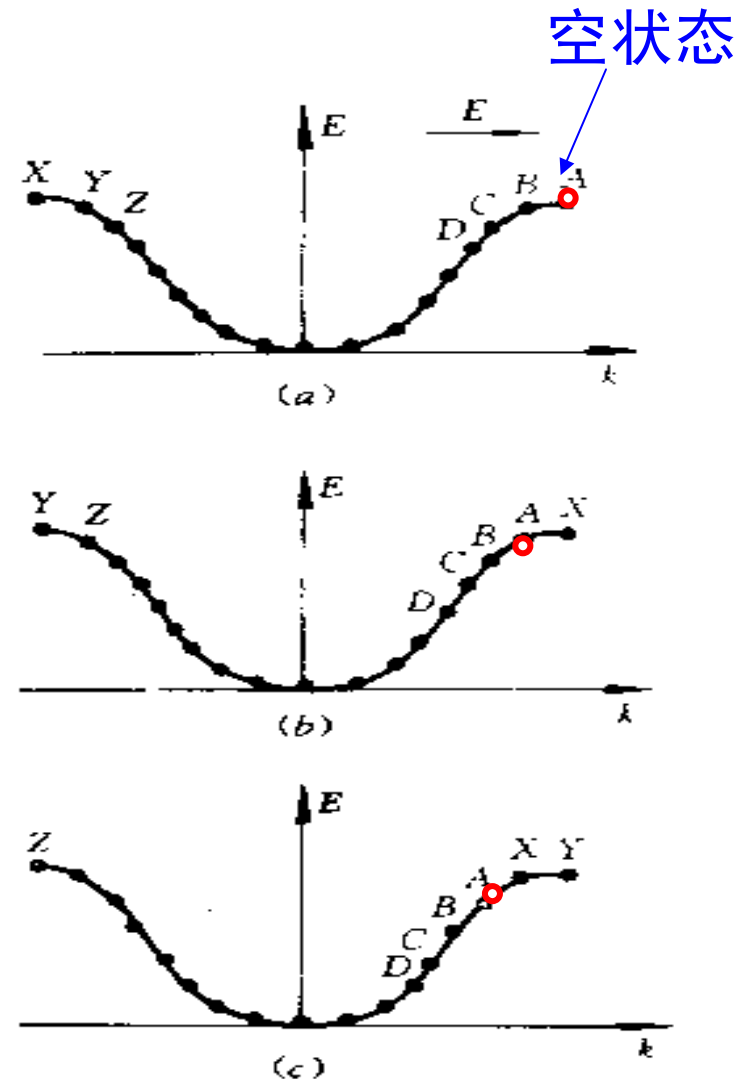 空状态
E
E
X Y Z
D C B A
k
(a)
E
Y Z
D C B A X
k
(b)
E
Z
D C B A X Y
k
(c)